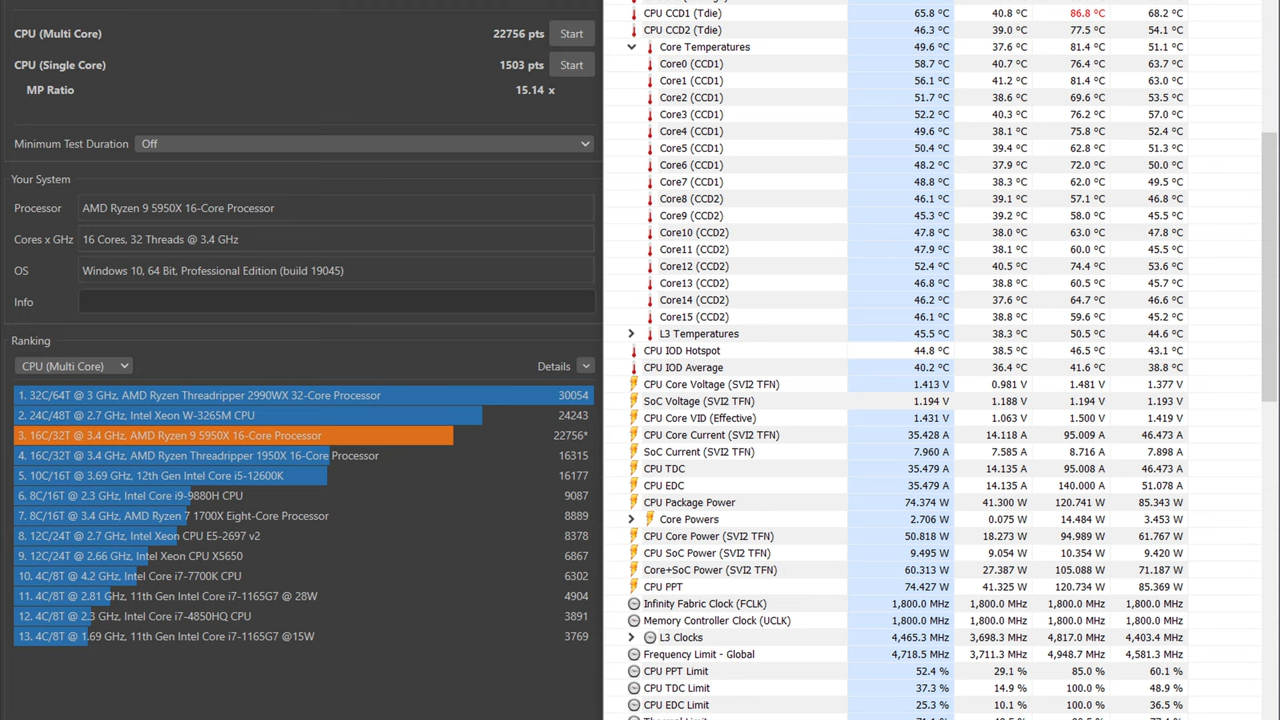 CPU (Multi Core) 22756 pts Start
CPU (Single Core) 1503 pts Start
MP Ratio 15.14 x
Minimum Test Duration Off
Your System
Processor AMD Ryzen 9 5950X 16-Core Processor
Cores x GHz 16 Cores, 32 Threads @ 3.4 GHz
OS Windows 10, 64 Bit, Professional Edition (build 19045)
Info
Ranking
CPU (Multi Core) Details
1. 32C/64T @ 3 GHz, AMD Ryzen Threadripper 2990WX 32-Core Processor 30054
2. 24C/48T @ 2.7 GHz, Intel Xeon W-3265M CPU 24243
3. 16C/32T @ 3.4 GHz, AMD Ryzen 9 5950X 16-Core Processor 22756*
4. 16C/32T @ 3.4 GHz, AMD Ryzen Threadripper 1950X 16-Core Processor 16315
5. 10C/16T @ 3.69 GHz, 12th Gen Intel Core i5-12600K 16177
6. 8C/16T @ 2.3 GHz, Intel Core i9-9880H CPU 9087
7. 8C/16T @ 3.4 GHz, AMD Ryzen 7 1700X Eight-Core Processor 8889
8. 12C/24T @ 2.7 GHz, Intel Xeon CPU E5-2697 v2 8378
9. 12C/24T @ 2.66 GHz, Intel Xeon CPU X5650 6867
10. 4C/8T @ 4.2 GHz, Intel Core i7-7700K CPU 6302
11. 4C/8T @ 2.81 GHz, 11th Gen Intel Core i7-1165G7 @ 28W 4904
12. 4C/8T @ 2.3 GHz, Intel Core i7-4850HQ CPU 3891
13. 4C/8T @ 1.69 GHz, 11th Gen Intel Core i7-1165G7 @15W 3769
CPU CCD1 (Tdie) 65.8 °C 40.8 °C 86.8 °C 68.2 °C
CPU CCD2 (Tdie) 46.3 °C 39.0 °C 77.5 °C 54.1 °C
Core Temperatures 49.6 °C 37.6 °C 81.4 °C 51.1 °C
Core0 (CCD1) 58.7 °C 40.7 °C 76.4 °C 63.7 °C
Core1 (CCD1) 56.1 °C 41.2 °C 81.4 °C 63.0 °C
Core2 (CCD1) 51.7 °C 38.6 °C 69.6 °C 53.5 °C
Core3 (CCD1) 52.2 °C 40.3 °C 76.2 °C 57.0 °C
Core4 (CCD1) 49.6 °C 38.1 °C 75.8 °C 52.4 °C
Core5 (CCD1) 50.4 °C 39.4 °C 62.8 °C 51.3 °C
Core6 (CCD1) 48.2 °C 37.9 °C 72.0 °C 50.0 °C
Core7 (CCD1) 48.8 °C 38.3 °C 62.0 °C 49.5 °C
Core8 (CCD2) 46.1 °C 39.1 °C 57.1 °C 46.8 °C
Core9 (CCD2) 45.3 °C 39.2 °C 58.0 °C 45.5 °C
Core10 (CCD2) 47.8 °C 38.0 °C 63.0 °C 47.8 °C
Core11 (CCD2) 47.9 °C 38.1 °C 60.0 °C 45.5 °C
Core12 (CCD2) 52.4 °C 40.5 °C 74.4 °C 53.6 °C
Core13 (CCD2) 46.8 °C 38.3 °C 60.5 °C 45.2 °C
Core14 (CCD2) 46.2 °C 37.6 °C 64.7 °C 46.6 °C
Core15 (CCD2) 46.1 °C 38.8 °C 59.6 °C 45.2 °C
L3 Temperatures 45.5 °C 38.3 °C 50.5 °C 44.6 °C
CPU IOD Hotspot 44.8 °C 38.5 °C 46.5 °C 43.1 °C
CPU IOD Average 40.2 °C 36.4 °C 41.6 °C 38.8 °C
CPU Core Voltage (SVI2 TFN) 1.413 V 0.981 V 1.481 V 1.377 V
SoC Voltage (SVI2 TFN) 1.194 V 1.188 V 1.194 V 1.193 V
CPU Core VID (Effective) 1.431 V 1.063 V 1.500 V 1.419 V
CPU Core Current (SVI2 TFN) 35.428 A 14.118 A 95.009 A 46.473 A
SoC Current (SVI2 TFN) 7.960 A 7.585 A 8.716 A 7.898 A
CPU TDC 35.479 A 14.135 A 95.008 A 46.473 A
CPU EDC 35.479 A 14.135 A 140.000 A 51.078 A
CPU Package Power 74.374 W 41.300 W 120.741 W 85.343 W
Core Powers 2.706 W 0.075 W 14.484 W 3.453 W
CPU Core Power (SVI2 TFN) 50.818 W 18.273 W 94.989 W 61.767 W
CPU SoC Power (SVI2 TFN) 9.495 W 9.054 W 10.354 W 9.420 W
Core+SoC Power (SVI2 TFN) 60.313 W 27.387 W 105.088 W 71.187 W
CPU PPT 74.427 W 41.325 W 120.734 W 85.369 W
Infinity Fabric Clock (FCLK) 1,800.0 MHz 1,800.0 MHz 1,800.0 MHz 1,800.0 MHz
Memory Controller Clock (UCLK) 1,800.0 MHz 1,800.0 MHz 1,800.0 MHz 1,800.0 MHz
L3 Clocks 4,465.3 MHz 3,698.3 MHz 4,817.0 MHz 4,403.4 MHz
Frequency Limit - Global 4,718.5 MHz 3,711.3 MHz 4,948.7 MHz 4,581.3 MHz
CPU PPT Limit 52.4 % 29.1 % 85.0 % 60.1 %
CPU TDC Limit 37.3 % 14.9 % 100.0 % 48.9 %
CPU EDC Limit 25.3 % 10.1 % 100.0 % 36.5 %